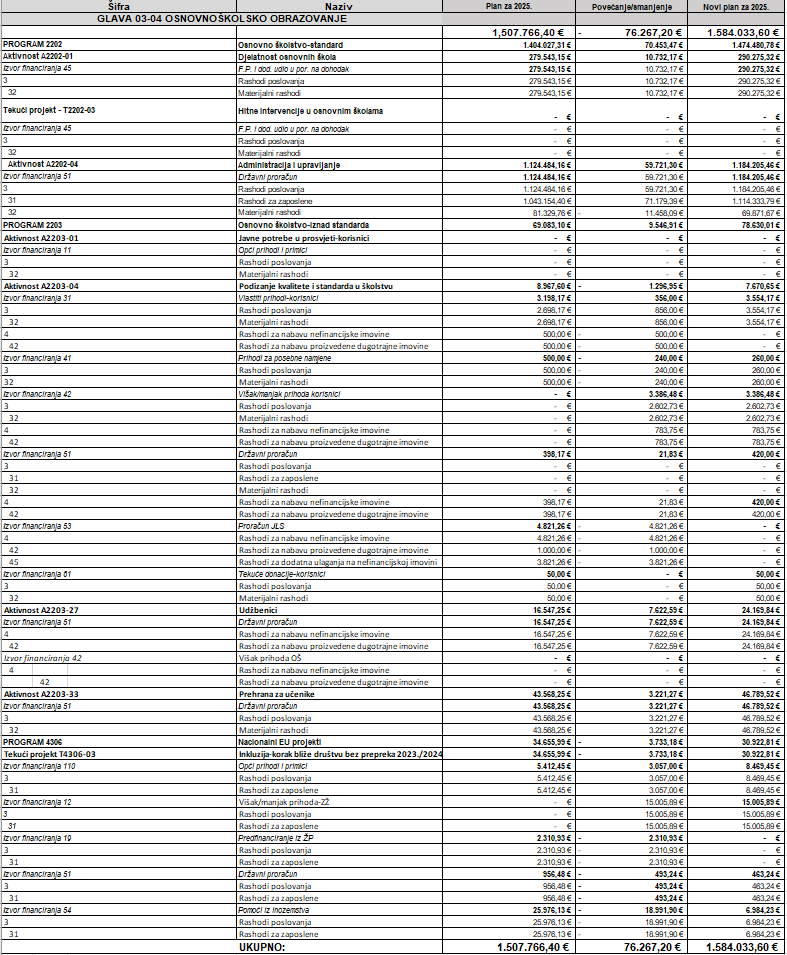 Šifra Naziv Plan za 2025. Povećanje/smanjenje Novi plan za 2025.
GLAVA 03-04 OSNOVNOŠKOLSKO OBRAZOVANJE
1,507.766,40 € - 76.267,20 € 1.584.033,60 €
PROGRAM 2202 Osnovno školstvo-standard 1.404.027,31 € 70.453,47 € 1.474.480,78 €
Aktivnost A2202-01 Djelatnost osnovnih škola 279.543,15 € 10.732,17 € 290.275,32 €
Izvor financiranja 45 F.P. i dod. udio u por. na dohodak 279.543,15 € 10.732,17 € 290.275,32 €
3 Rashodi poslovanja 279.543,15 € 10.732,17 € 290.275,32 €
32 Materijalni rashodi 279.543,15 € 10.732,17 € 290.275,32 €
Tekući projekt - T2202-03 Hitne intervencije u osnovnim školama - € - € - €
Izvor financiranja 45 F.P. i dod. udio u por. na dohodak - € - € - €
3 Rashodi poslovanja - € - € - €
32 Materijalni rashodi - € - € - €
Aktivnost A2202-04 Administracija i upravljanje 1.124.484,16 € 59.721,30 € 1.184.205,46 €
Izvor financiranja 51 Državni proračun 1.124.484,16 € 59.721,30 € 1.184.205,46 €
3 Rashodi poslovanja 1.124.484,16 € 59.721,30 € 1.184.205,46 €
31 Rashodi za zaposlene 1.043.154,40 € 71.179,39 € 1.114.333,79 €
32 Materijalni rashodi 81.329,76 € - 11.458,09 € 69.871,67 €
PROGRAM 2203 Osnovno školstvo-iznad standarda 69.083,10 € 9.546,91 € 78.630,01 €
Aktivnost A2203-01 Javne potrebe u prosvjeti-korisnici - € - € - €
Izvor financiranja 11 Opći prihodi i primici - € - € - €
3 Rashodi poslovanja - € - € - €
32 Materijalni rashodi - € - € - €
Aktivnost A2203-04 Podizanje kvalitete i standarda u školstvu 8.967,60 € - 1.296,95 € 7.670,65 €
Izvor financiranja 31 Vlastiti prihodi-korisnici 3.198,17 € 356,00 € 3.554,17 €
3 Rashodi poslovanja 2.698,17 € 856,00 € 3.554,17 €
32 Materijalni rashodi 2.698,17 € 856,00 € 3.554,17 €
4 Rashodi za nabavu nefinancijske imovine 500,00 € - 500,00 € - €
42 Rashodi za nabavu proizvedene dugotrajne imovine 500,00 € - 500,00 € - €
Izvor financiranja 41 Prihodi za posebne namjene 500,00 € - 240,00 € 260,00 €
3 Rashodi poslovanja 500,00 € - 240,00 € 260,00 €
32 Materijalni rashodi 500,00 € - 240,00 € 260,00 €
Izvor financiranja 42 Višak/manjak prihoda korisnici - € 3.386,48 € 3.386,48 €
3 Rashodi poslovanja - € 2.602,73 € 2.602,73 €
32 Materijalni rashodi - € 2.602,73 € 2.602,73 €
4 Rashodi za nabavu nefinancijske imovine - € 783,75 € 783,75 €
42 Rashodi za nabavu proizvedene dugotrajne imovine - € 783,75 € 783,75 €
Izvor financiranja 51 Državni proračun 398,17 € 21,83 € 420,00 €
3 Rashodi poslovanja - € - € - €
31 Rashodi za zaposlene - € - € - €
32 Materijalni rashodi - € - € - €
4 Rashodi za nabavu nefinancijske imovine 398,17 € 21,83 € 420,00 €
42 Rashodi za nabavu proizvedene dugotrajne imovine 398,17 € 21,83 € 420,00 €
Izvor financiranja 53 Proračun JLS 4.821,26 € - 4.821,26 € - €
4 Rashodi za nabavu nefinancijske imovine 4.821,26 € - 4.821,26 € - €
42 Rashodi za nabavu proizvedene dugotrajne imovine 1.000,00 € - 1.000,00 € - €
45 Rashodi za dodatna ulaganja na nefinancijskoj imovini 3.821,26 € - 3.821,26 € - €
Izvor financiranja 61 Tekuće donacije-korisnici 50,00 € - € 50,00 €
3 Rashodi poslovanja 50,00 € - € 50,00 €
32 Materijalni rashodi 50,00 € - € 50,00 €
Aktivnost A2203-27 Udžbenici 16.547,25 € 7.622,59 € 24.169,84 €
Izvor financiranja 51 Državni proračun 16.547,25 € 7.622,59 € 24.169,84 €
4 Rashodi za nabavu nefinancijske imovine 16.547,25 € 7.622,59 € 24.169,84 €
42 Rashodi za nabavu proizvedene dugotrajne imovine 16.547,25 € 7.622,59 € 24.169,84 €
Izvor financiranja 42 Višak prihoda OŠ - € - € - €
4 Rashodi za nabavu nefinancijske imovine - € - € - €
42 Rashodi za nabavu proizvedene dugotrajne imovine - € - € - €
Aktivnost A2203-33 Prehrana za učenike 43.568,25 € 3.221,27 € 46.789,52 €
Izvor financiranja 51 Državni proračun 43.568,25 € 3.221,27 € 46.789,52 €
3 Rashodi poslovanja 43.568,25 € 3.221,27 € 46.789,52 €
32 Materijalni rashodi 43.568,25 € 3.221,27 € 46.789,52 €
PROGRAM 4306 Nacionalni EU projekti 34.655,99 € - 3.733,18 € 30.922,81 €
Tekući projekt T4306-03 Inkluzija-korak bliže društvu bez prepreka 2023./2024 34.655,99 € - 3.733,18 € 30.922,81 €
Izvor financiranja 110 Opći prihodi i primici 5.412,45 € 3.057,00 € 8.469,45 €
3 Rashodi poslovanja 5.412,45 € 3.057,00 € 8.469,45 €
31 Rashodi za zaposlene 5.412,45 € 3.057,00 € 8.469,45 €
Izvor financiranja 12 Višak/manjak prihoda-ZŽ - € 15.005,89 € 15.005,89 €
3 Rashodi poslovanja - € 15.005,89 € 15.005,89 €
31 Rashodi za zaposlene - € 15.005,89 € 15.005,89 €
Izvor financiranja 19 Predfinanciranje iz ŽP 2.310,93 € - 2.310,93 € - €
3 Rashodi poslovanja 2.310,93 € - 2.310,93 € - €
31 Rashodi za zaposlene 2.310,93 € - 2.310,93 € - €
Izvor financiranja 51 Državni proračun 956,48 € - 493,24 € 463,24 €
3 Rashodi poslovanja 956,48 € - 493,24 € 463,24 €
31 Rashodi za zaposlene 956,48 € - 493,24 € 463,24 €
Izvor financiranja 54 Pomoći iz inozemstva 25.976,13 € - 18.991,90 € 6.984,23 €
3 Rashodi poslovanja 25.976,13 € - 18.991,90 € 6.984,23 €
31 Rashodi za zaposlene 25.976,13 € - 18.991,90 € 6.984,23 €
UKUPNO: 1.507.766,40 € 76.267,20 € 1.584.033,60 €